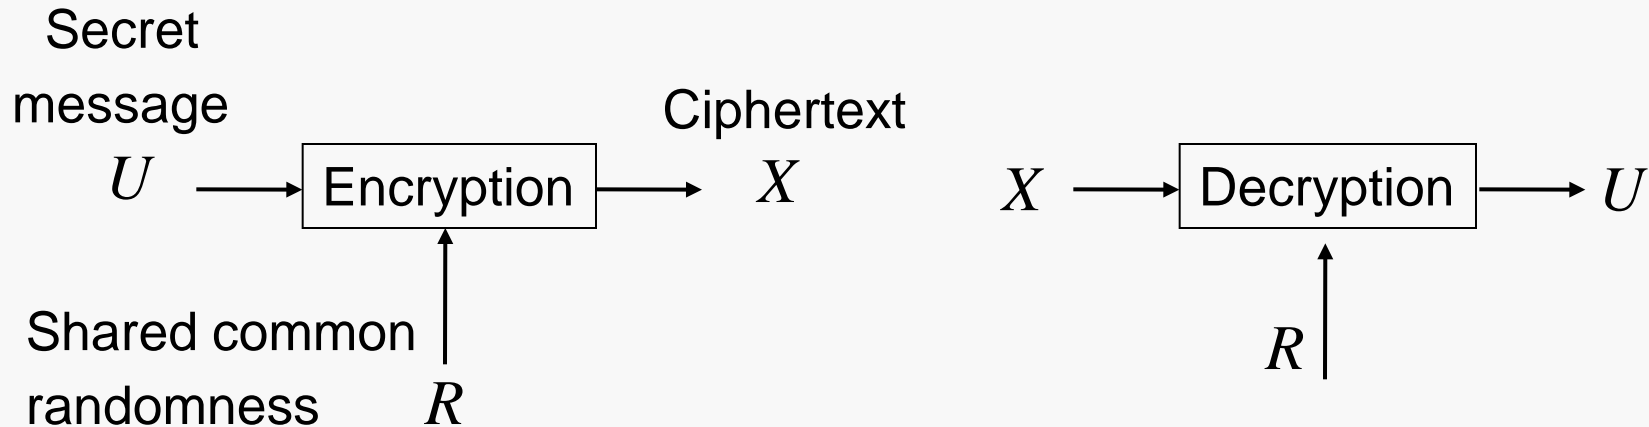 Secret
message
U
Encryption
Ciphertext
X
Shared common
randomness
R
X
Decryption
U
R